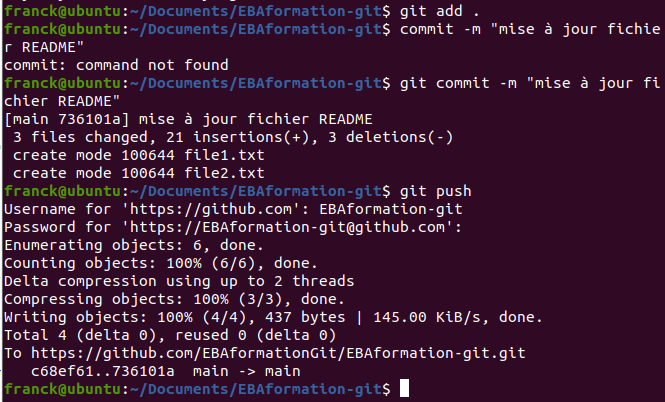 franck@ubuntu:~/Documents/EBAformation-git$ git add .
franck@ubuntu:~/Documents/EBAformation-git$ commit -m "mise à jour fichie
r README"
commit: command not found
franck@ubuntu:~/Documents/EBAformation-git$ git commit -m "mise à jour fi
chier README"
[main 736101a] mise à jour fichier README
 3 files changed, 21 insertions(+), 3 deletions(-)
 create mode 100644 file1.txt
 create mode 100644 file2.txt
franck@ubuntu:~/Documents/EBAformation-git$ git push
Username for 'https://github.com': EBAformation-git
Password for 'https://EBAformation-git@github.com':
Enumerating objects: 6, done.
Counting objects: 100% (6/6), done.
Delta compression using up to 2 threads
Compressing objects: 100% (3/3), done.
Writing objects: 100% (4/4), 437 bytes | 145.00 KiB/s, done.
Total 4 (delta 0), reused 0 (delta 0)
To https://github.com/EBAformationGit/EBAformation-git.git
   c68ef61..736101a  main -> main
franck@ubuntu:~/Documents/EBAformation-git$